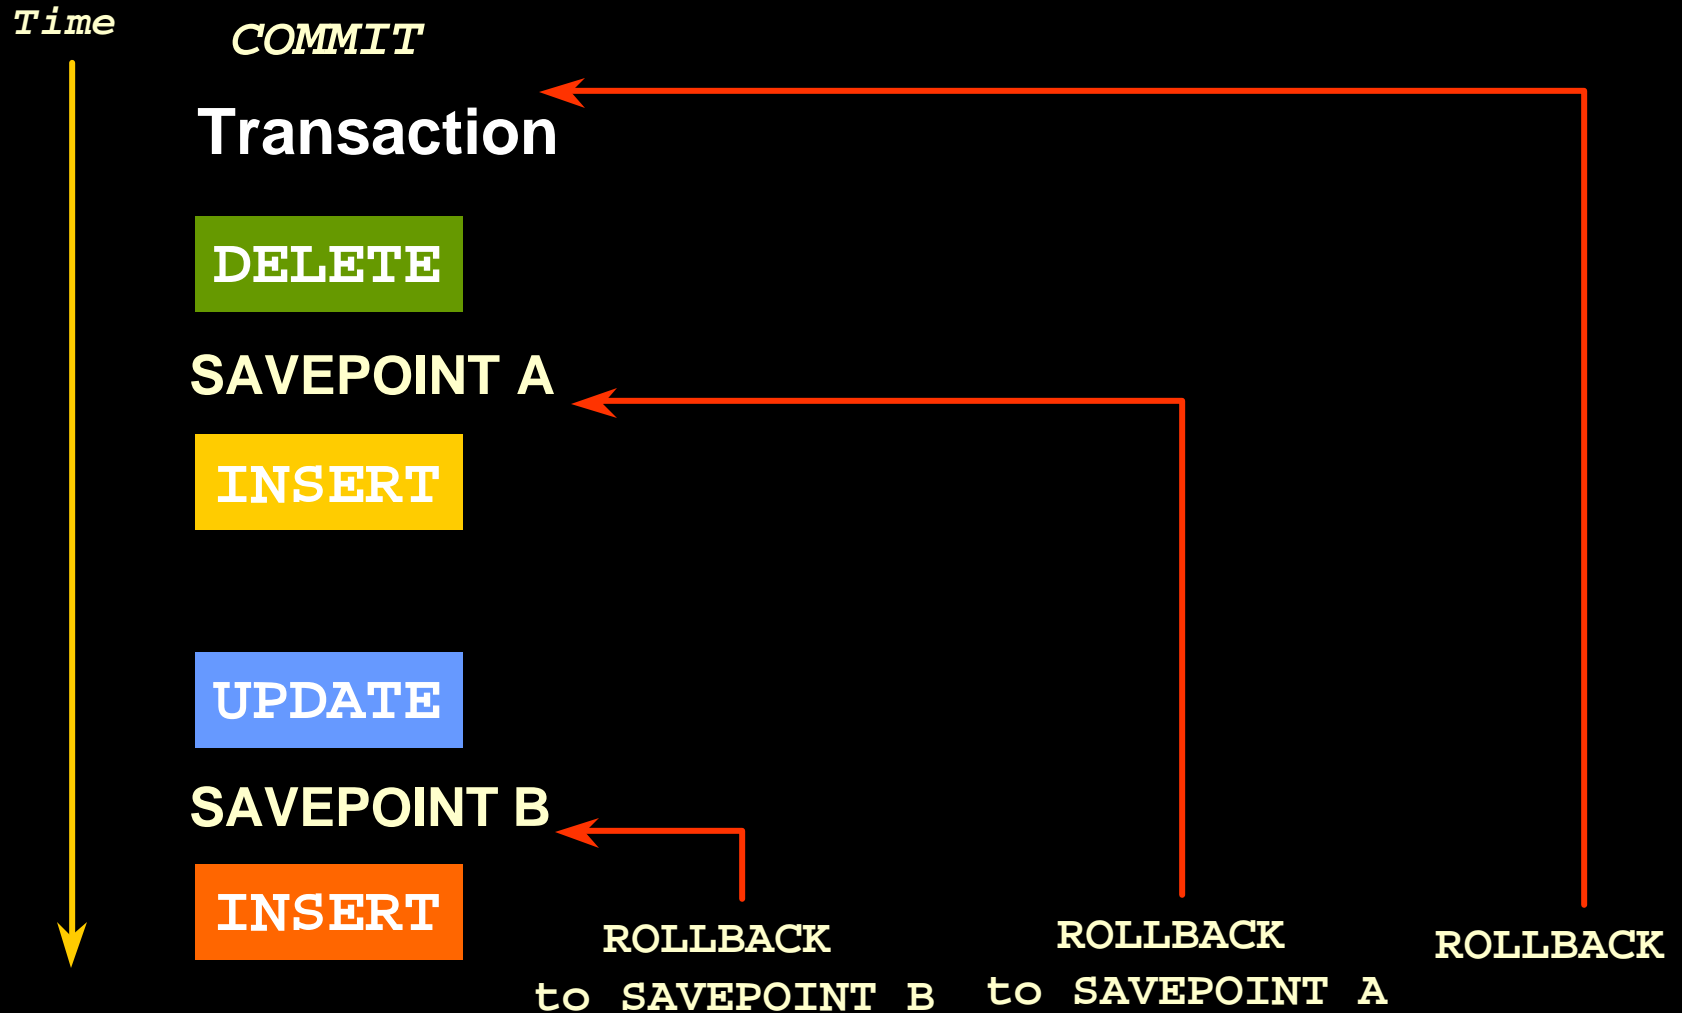 Time
COMMIT
Transaction
DELETE
SAVEPOINT A
INSERT
UPDATE
SAVEPOINT B
INSERT
ROLLBACK
to SAVEPOINT B
ROLLBACK
to SAVEPOINT A
ROLLBACK